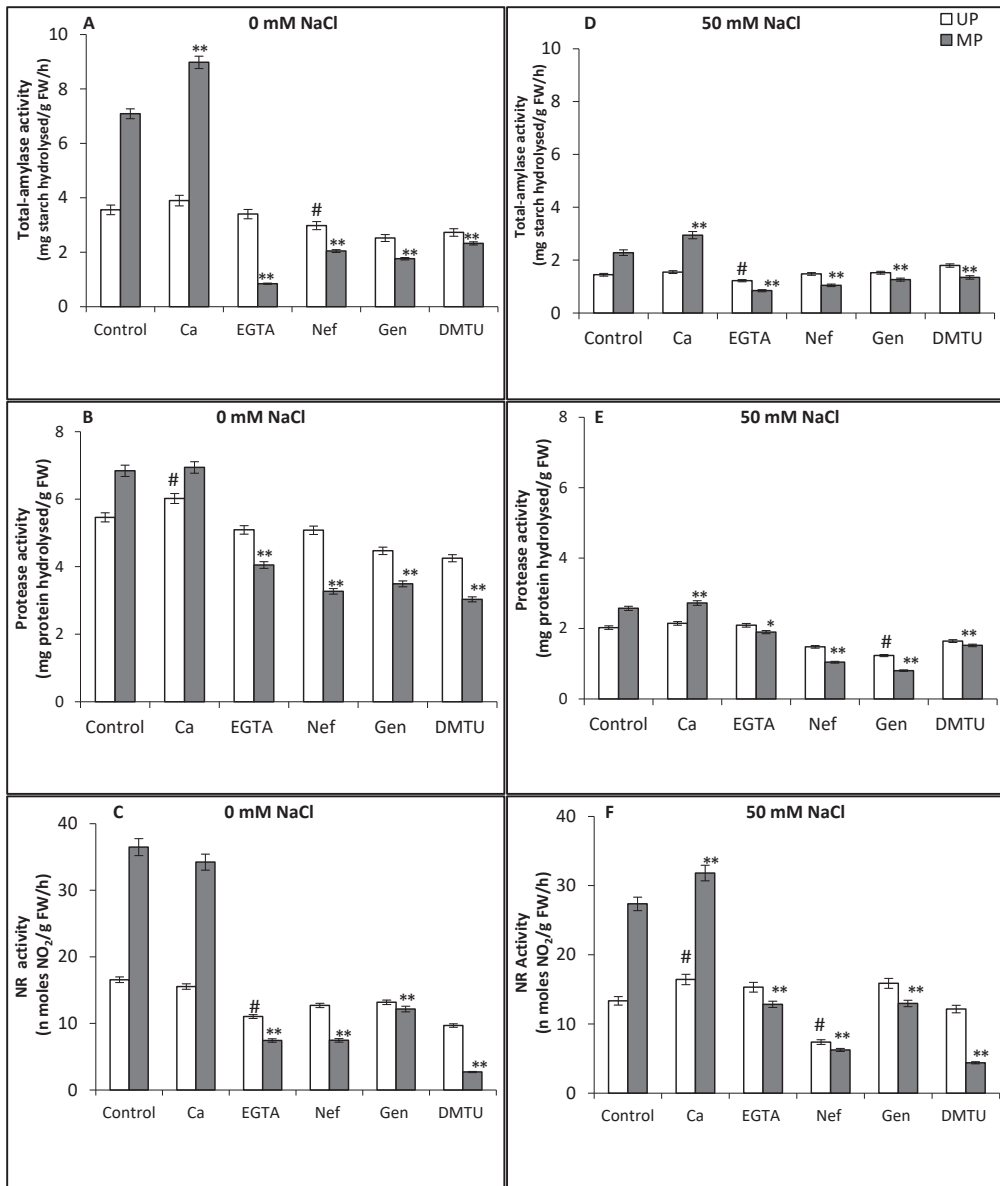 A 0 mM NaCl
Total-amylase activity
(mg starch hydrolysed/g FW/h)
10
8
6
4
2
0
**
**
#
**
**
**
Control Ca EGTA Nef Gen DMTU
D 50 mM NaCl
UP
MP
Total-amylase activity
(mg starch hydrolysed/g FW/h)
10
8
6
4
2
0
**
#
**
**
**
**
Control Ca EGTA Nef Gen DMTU
B 0 mM NaCl
Protease activity
(mg protein hydrolysed/g FW)
8
6
4
2
0
#
**
**
**
**
Control Ca EGTA Nef Gen DMTU
E 50 mM NaCl
Protease activity
(mg protein hydrolysed/g FW)
8
6
4
2
0
**
*
**
#
**
**
Control Ca EGTA Nef Gen DMTU
C 0 mM NaCl
NR activity
(n moles NO₂/g FW/h)
40
30
20
10
0
#
**
**
**
**
Control Ca EGTA Nef Gen DMTU
F 50 mM NaCl
NR Activity
(n moles NO₂/g FW/h)
40
30
20
10
0
#
**
**
#
**
**
**
Control Ca EGTA Nef Gen DMTU